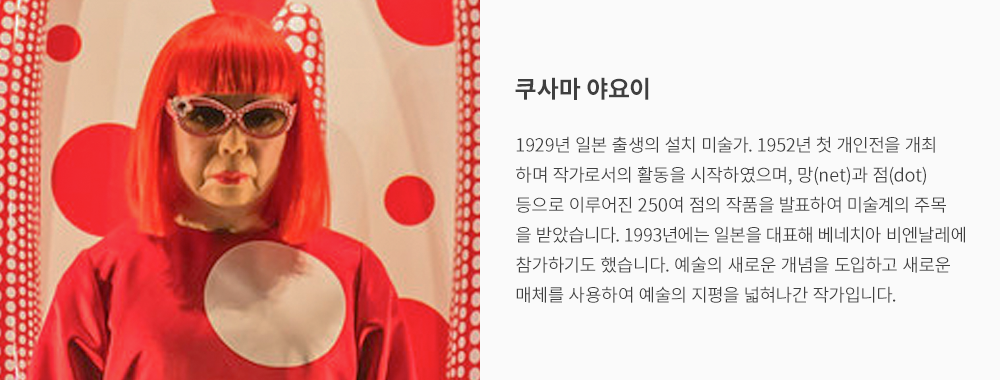 쿠사마 야요이
1929년 일본 출생의 설치 미술가. 1952년 첫 개인전을 개최
하며 작가로서의 활동을 시작하였으며, 망(net)과 점(dot)
등으로 이루어진 250여 점의 작품을 발표하여 미술계의 주목
을 받았습니다. 1993년에는 일본을 대표해 베네치아 비엔날레에
참가하기도 했습니다. 예술의 새로운 개념을 도입하고 새로운
매체를 사용하여 예술의 지평을 넓혀나간 작가입니다.